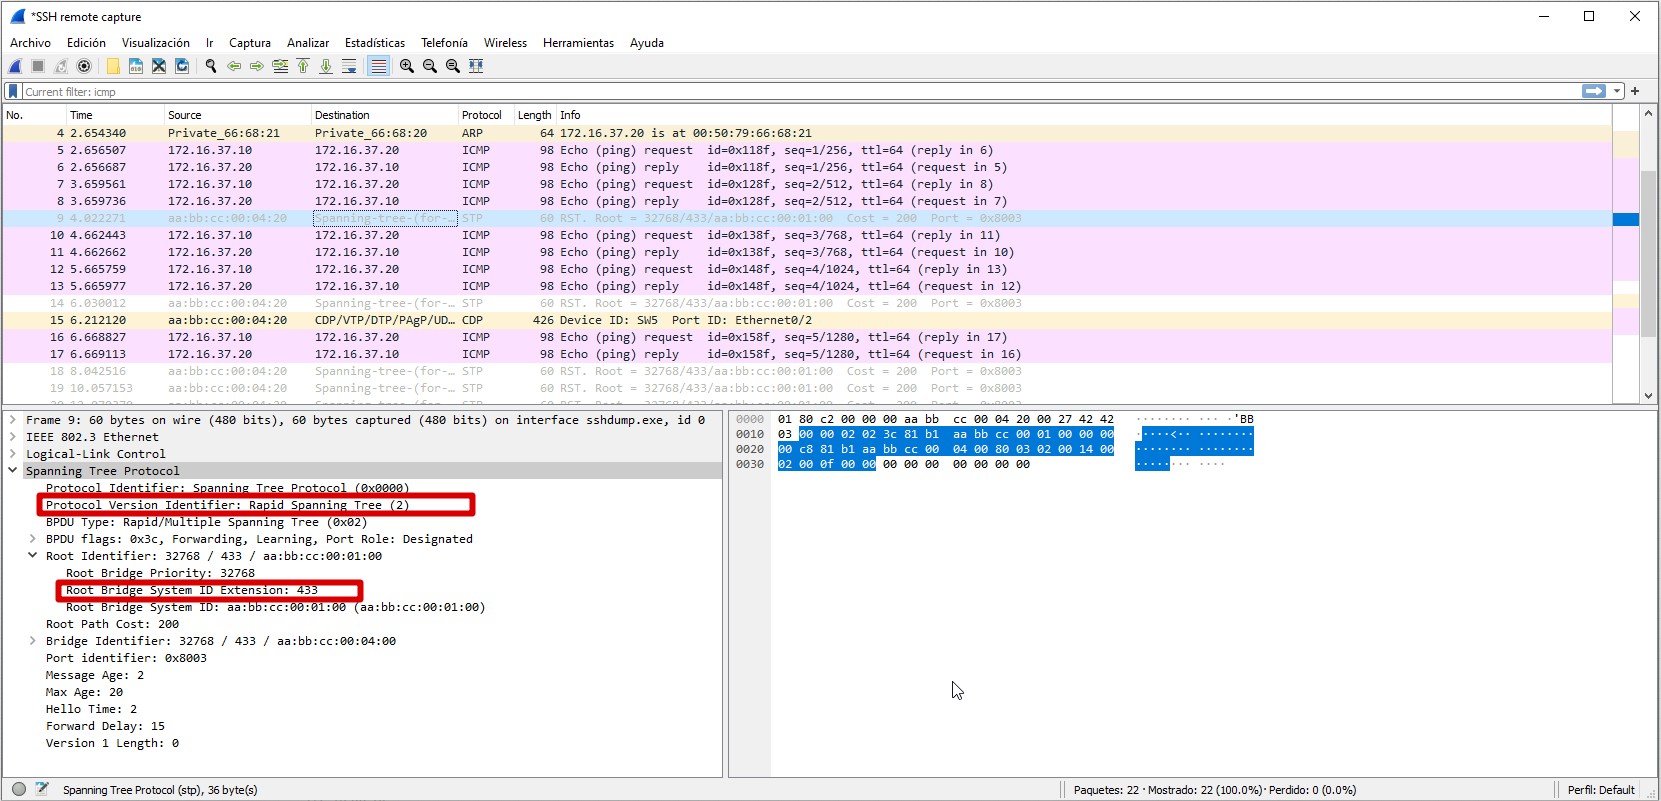 *SSH remote capture
Archivo Edición Visualización Ir Captura Analizar Estadísticas Telefonía Wireless Herramientas Ayuda
Current filter: icmp
No. Time Source Destination Protocol Length Info
4 2.654340 Private_66:68:21 Private_66:68:20 ARP 64 172.16.37.20 is at 00:50:79:66:68:21
5 2.656507 172.16.37.10 172.16.37.20 ICMP 98 Echo (ping) request id=0x118f, seq=1/256, ttl=64 (reply in 6)
6 2.656687 172.16.37.20 172.16.37.10 ICMP 98 Echo (ping) reply id=0x118f, seq=1/256, ttl=64 (request in 5)
7 3.659561 172.16.37.10 172.16.37.20 ICMP 98 Echo (ping) request id=0x128f, seq=2/512, ttl=64 (reply in 8)
8 3.659736 172.16.37.20 172.16.37.10 ICMP 98 Echo (ping) reply id=0x128f, seq=2/512, ttl=64 (request in 7)
9 4.022271 aa:bb:cc:00:04:20 Spanning-tree-(for-… STP 60 RST. Root = 32768/433/aa:bb:cc:00:01:00 Cost = 200 Port = 0x8003
10 4.662443 172.16.37.10 172.16.37.20 ICMP 98 Echo (ping) request id=0x138f, seq=3/768, ttl=64 (reply in 11)
11 4.662662 172.16.37.20 172.16.37.10 ICMP 98 Echo (ping) reply id=0x138f, seq=3/768, ttl=64 (request in 10)
12 5.665759 172.16.37.10 172.16.37.20 ICMP 98 Echo (ping) request id=0x148f, seq=4/1024, ttl=64 (reply in 13)
13 5.665977 172.16.37.20 172.16.37.10 ICMP 98 Echo (ping) reply id=0x148f, seq=4/1024, ttl=64 (request in 12)
14 6.030012 aa:bb:cc:00:04:20 Spanning-tree-(for-… STP 60 RST. Root = 32768/433/aa:bb:cc:00:01:00 Cost = 200 Port = 0x8003
15 6.212120 aa:bb:cc:00:04:20 CDP/VTP/DTP/PAgP/UD… CDP 426 Device ID: SW5 Port ID: Ethernet0/2
16 6.668827 172.16.37.10 172.16.37.20 ICMP 98 Echo (ping) request id=0x158f, seq=5/1280, ttl=64 (reply in 17)
17 6.669113 172.16.37.20 172.16.37.10 ICMP 98 Echo (ping) reply id=0x158f, seq=5/1280, ttl=64 (request in 16)
18 8.042516 aa:bb:cc:00:04:20 Spanning-tree-(for-… STP 60 RST. Root = 32768/433/aa:bb:cc:00:01:00 Cost = 200 Port = 0x8003
19 10.057153 aa:bb:cc:00:04:20 Spanning-tree-(for-… STP 60 RST. Root = 32768/433/aa:bb:cc:00:01:00 Cost = 200 Port = 0x8003
Frame 9: 60 bytes on wire (480 bits), 60 bytes captured (480 bits) on interface sshdump.exe, id 0
IEEE 802.3 Ethernet
Logical-Link Control
Spanning Tree Protocol
Protocol Identifier: Spanning Tree Protocol (0x0000)
Protocol Version Identifier: Rapid Spanning Tree (2)
BPDU Type: Rapid/Multiple Spanning Tree (0x02)
BPDU flags: 0x3c, Forwarding, Learning, Port Role: Designated
Root Identifier: 32768 / 433 / aa:bb:cc:00:01:00
Root Bridge Priority: 32768
Root Bridge System ID Extension: 433
Root Bridge System ID: aa:bb:cc:00:01:00 (aa:bb:cc:00:01:00)
Root Path Cost: 200
Bridge Identifier: 32768 / 433 / aa:bb:cc:00:04:00
Port identifier: 0x8003
Message Age: 2
Max Age: 20
Hello Time: 2
Forward Delay: 15
Version 1 Length: 0
0000 01 80 c2 00 00 00 aa bb cc 00 04 20 00 27 42 42 ········ ··· ·'BB
0010 03 00 00 02 02 3c 81 b1 aa bb cc 00 01 00 00 00 ·····<·· ········
0020 00 c8 81 b1 aa bb cc 00 04 00 80 03 02 00 14 00 ········ ········
0030 02 00 0f 00 00 00 00 00 00 00 00 00 ········ ····
Spanning Tree Protocol (stp), 36 byte(s)
Paquetes: 22 · Mostrado: 22 (100.0%) · Perdido: 0 (0.0%)
Perfil: Default